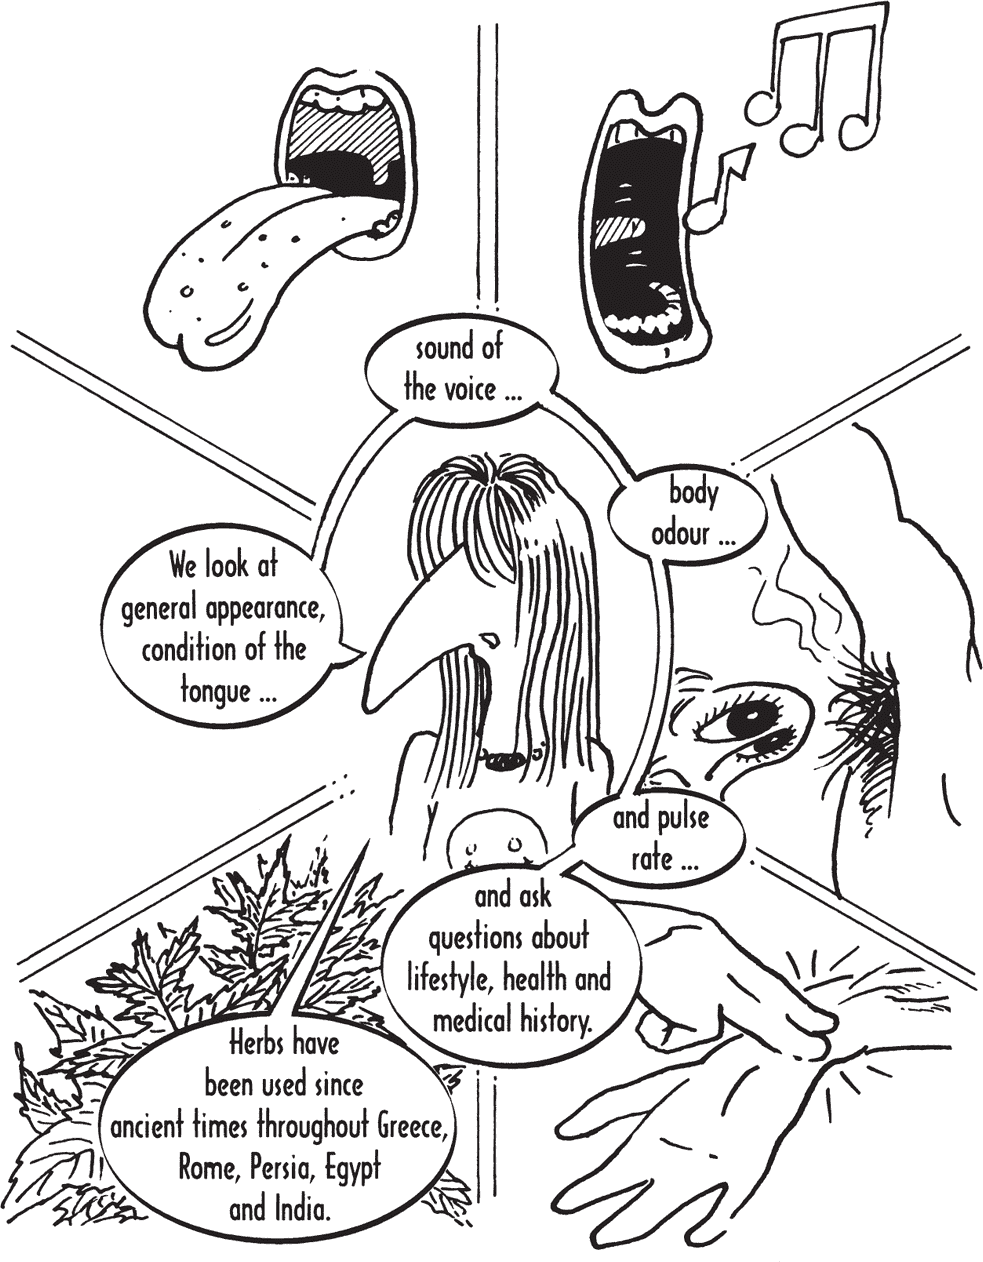 We look at
general appearance,
condition of the
tongue ...
sound of
the voice ...
body
odour ...
and pulse
rate ...
and ask
questions about
lifestyle, health and
medical history.
Herbs have
been used since
ancient times throughout Greece,
Rome, Persia, Egypt
and India.